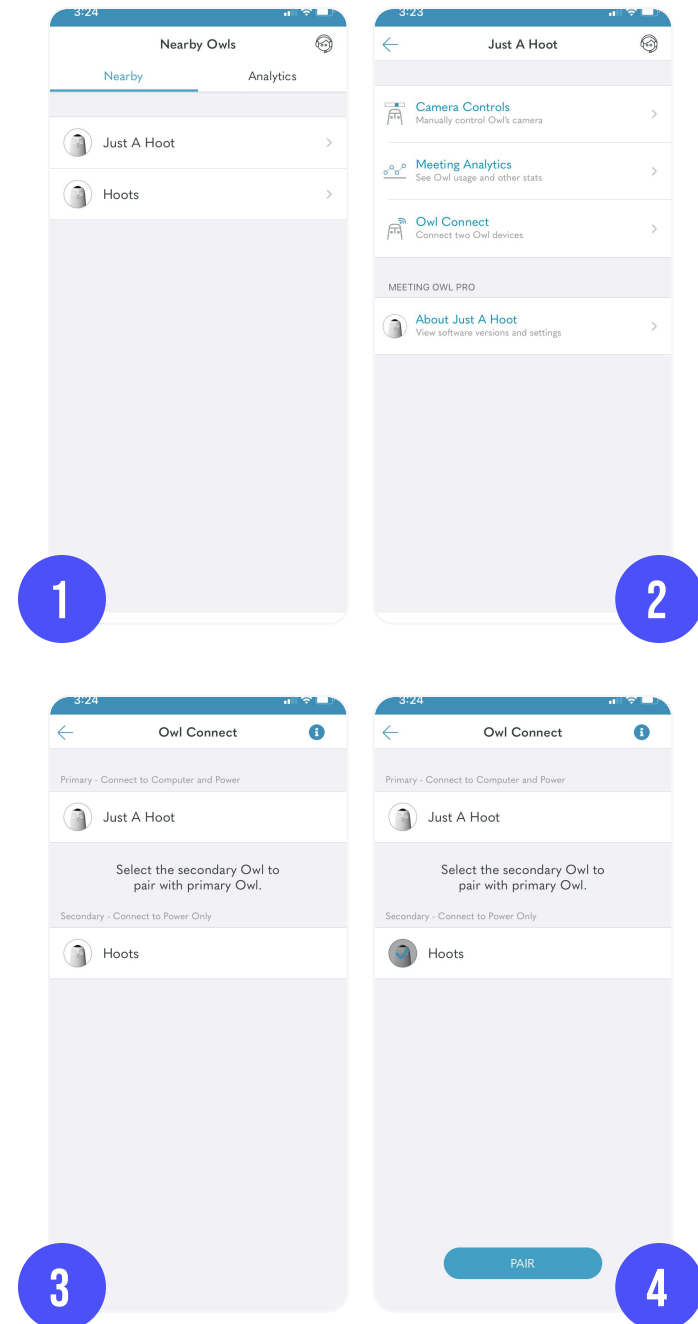 3:24
Nearby Owls
Nearby
Analytics
Just A Hoot
Hoots
1
3:23
Just A Hoot
Camera Controls
Manually control Owl's camera
Meeting Analytics
See Owl usage and other stats
Owl Connect
Connect two Owl devices
MEETING OWL PRO
About Just A Hoot
View software versions and settings
2
3:24
Owl Connect
Primary - Connect to Computer and Power
Just A Hoot
Select the secondary Owl to
pair with primary Owl.
Secondary - Connect to Power Only
Hoots
3
3:24
Owl Connect
Primary - Connect to Computer and Power
Just A Hoot
Select the secondary Owl to
pair with primary Owl.
Secondary - Connect to Power Only
Hoots
PAIR
4